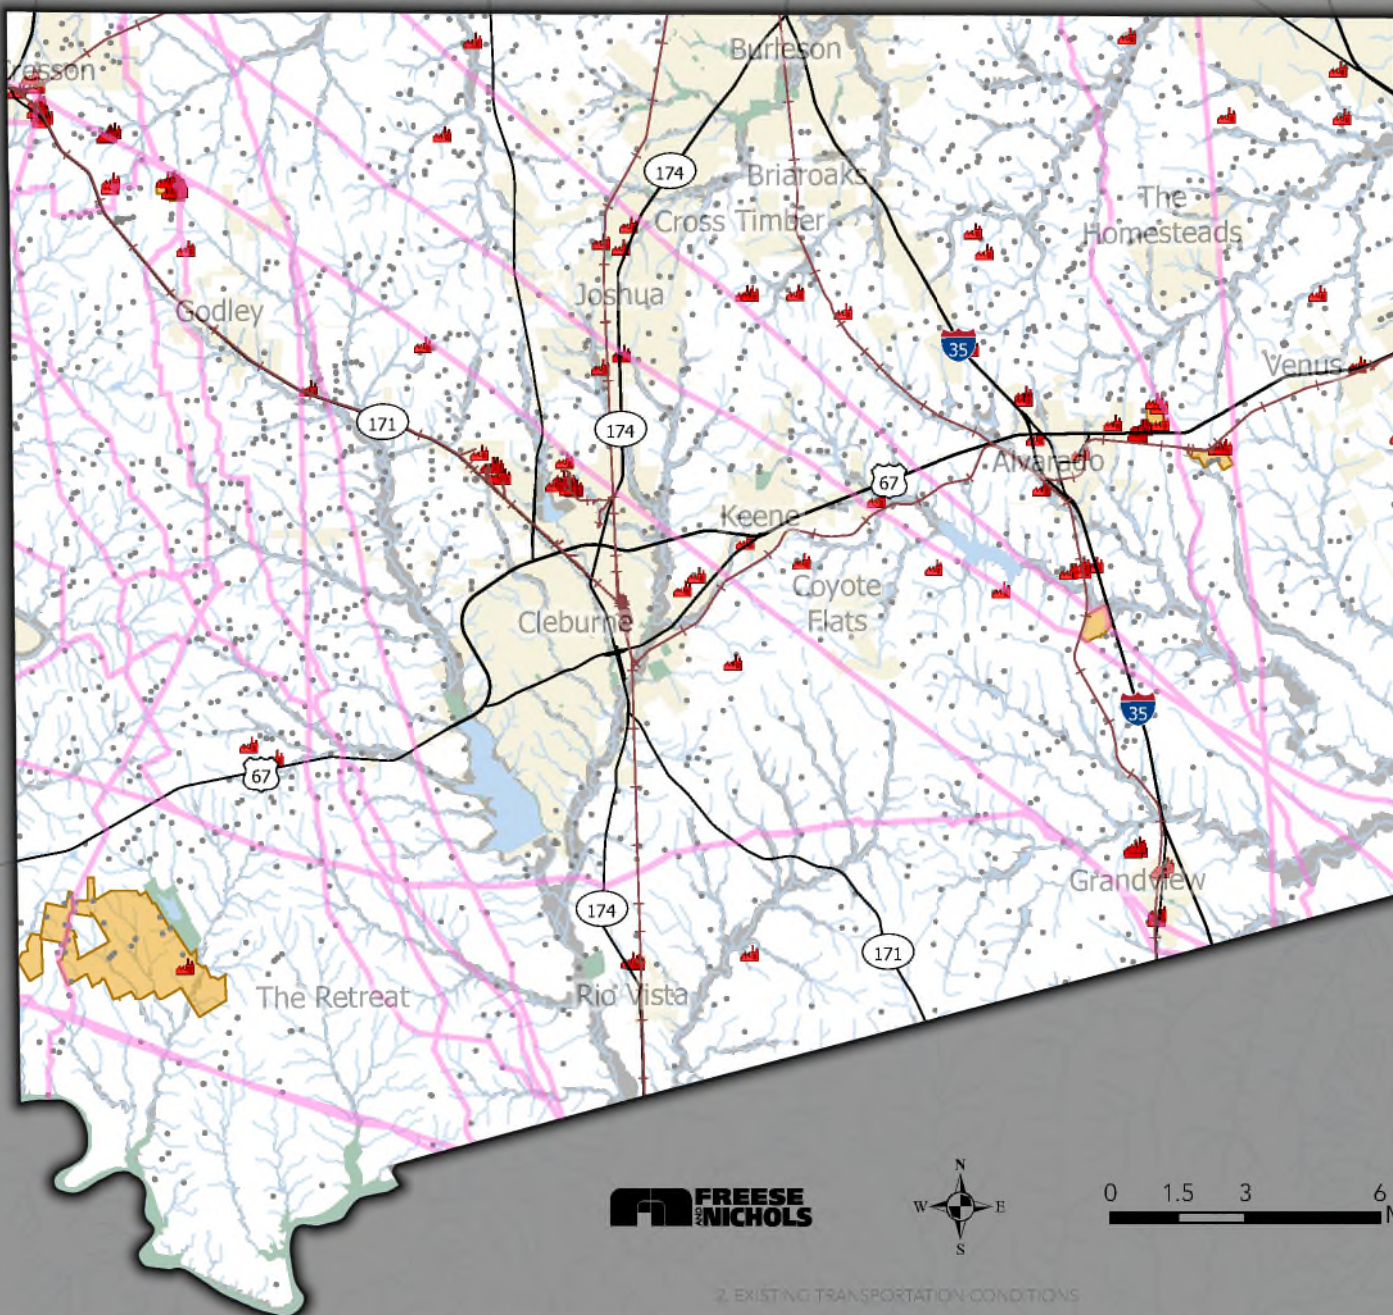 Burleson
resson
174
Briaroaks
The
Homesteads
Cross Timber
Joshua
Godley
35
Venus
171
174
Alvarado
67
Keene
Coyote
Flats
Cleburne
35
67
Grandview
174
171
The Retreat
Rio Vista
FREESE
AND
NICHOLS
N
W E
S
0 1.5 3 6
2. EXISTING TRANSPORTATION CONDITIONS